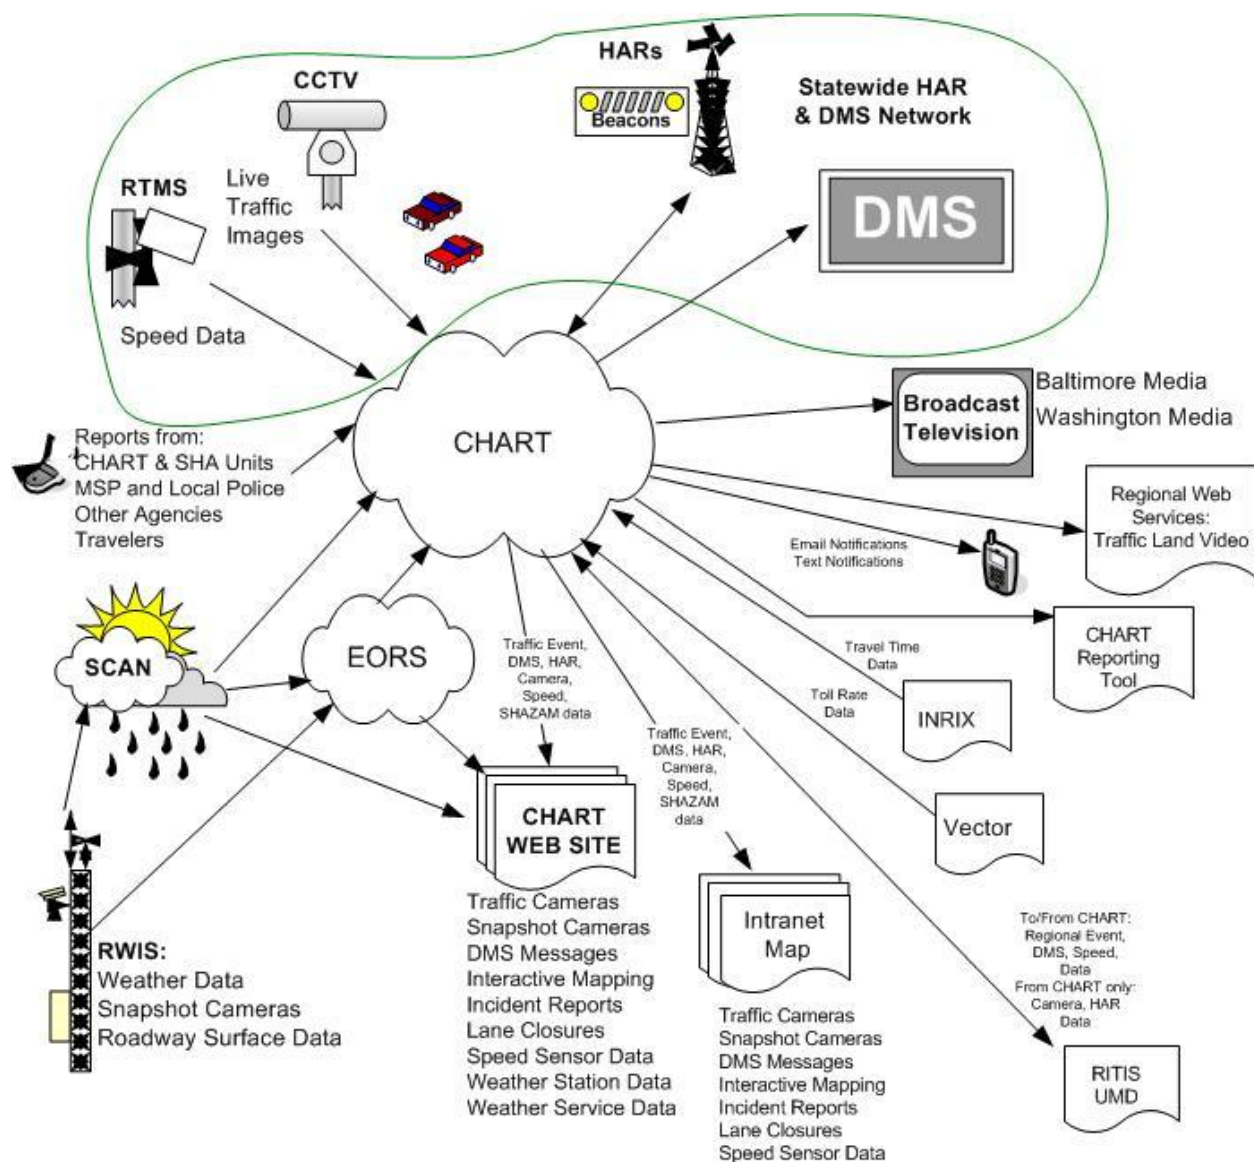 HARs
CCTV
Beacons
Statewide HAR
& DMS Network
RTMS
Live
Traffic
Images
DMS
Speed Data
Broadcast
Television
Baltimore Media
Washington Media
CHART
Reports from:
CHART & SHA Units
MSP and Local Police
Other Agencies
Travelers
Regional Web
Services:
Traffic Land Video
Email Notifications
Text Notifications
SCAN
EORS
Traffic Event,
DMS, HAR,
Camera,
Speed,
SHAZAM data
Travel Time
Data
CHART
Reporting
Tool
Toll Rate
Data
INRIX
Traffic Event,
DMS, HAR,
Camera,
Speed,
SHAZAM
data
CHART
WEB SITE
Vector
Traffic Cameras
Snapshot Cameras
DMS Messages
Interactive Mapping
Incident Reports
Lane Closures
Speed Sensor Data
Weather Station Data
Weather Service Data
Intranet
Map
To/From CHART:
Regional Event,
DMS, Speed,
Data
From CHART only:
Camera, HAR
Data
RWIS:
Weather Data
Snapshot Cameras
Roadway Surface Data
Traffic Cameras
Snapshot Cameras
DMS Messages
Interactive Mapping
Incident Reports
Lane Closures
Speed Sensor Data
RITIS
UMD